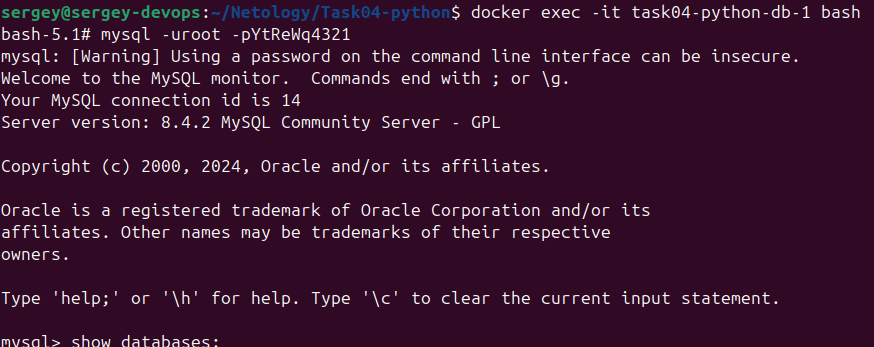 sergey@sergey-devops:~/Netology/Task04-python$ docker exec -it task04-python-db-1 bash
bash-5.1# mysql -uroot -pYtReWq4321
mysql: [Warning] Using a password on the command line interface can be insecure.
Welcome to the MySQL monitor.  Commands end with ; or \g.
Your MySQL connection id is 14
Server version: 8.4.2 MySQL Community Server - GPL

Copyright (c) 2000, 2024, Oracle and/or its affiliates.

Oracle is a registered trademark of Oracle Corporation and/or its
affiliates. Other names may be trademarks of their respective
owners.

Type 'help;' or '\h' for help. Type '\c' to clear the current input statement.

mysql> show databases;